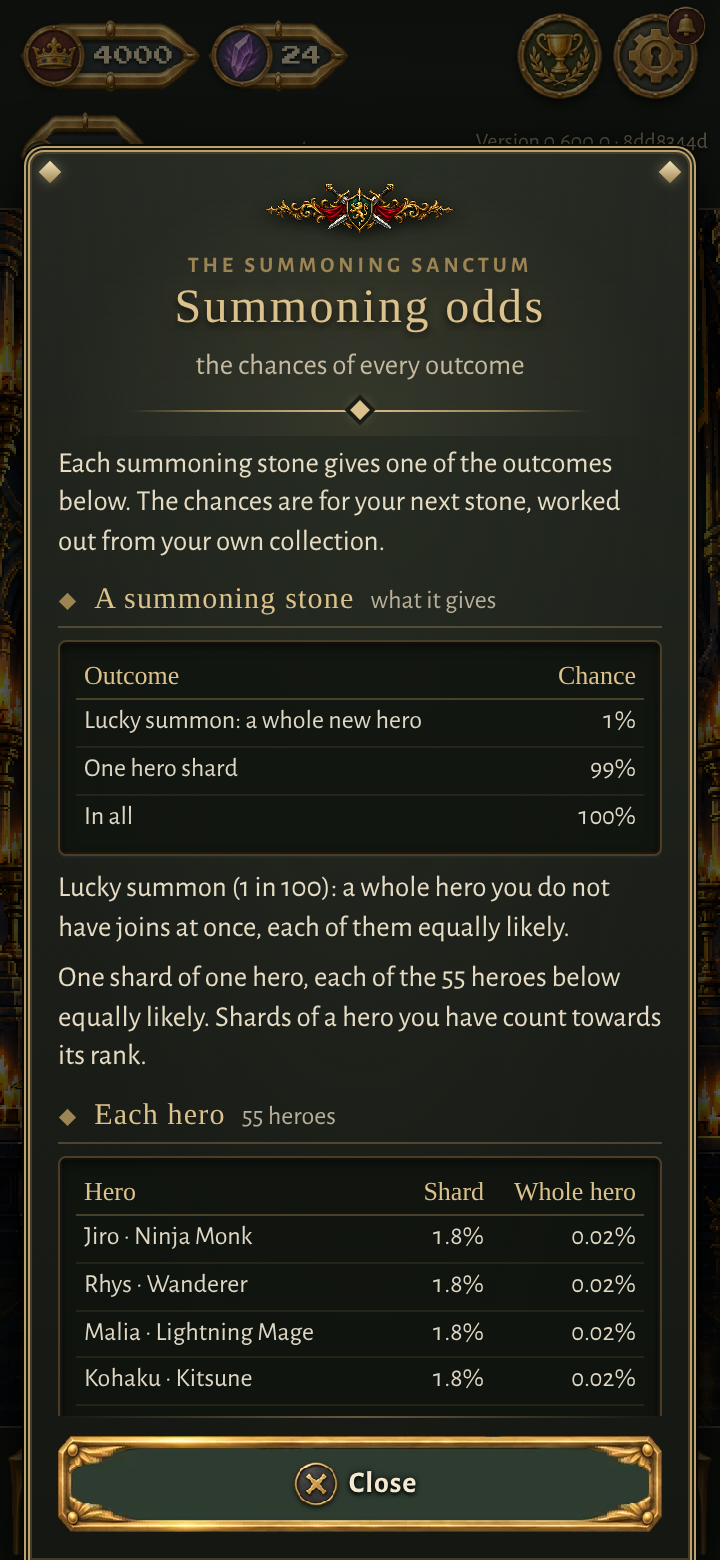 4000
24
Version 0.600.0 · 8dd8344d
THE SUMMONING SANCTUM
Summoning odds
the chances of every outcome
Each summoning stone gives one of the outcomes
below. The chances are for your next stone, worked
out from your own collection.
A summoning stone what it gives
Outcome Chance
Lucky summon: a whole new hero 1%
One hero shard 99%
In all 100%
Lucky summon (1 in 100): a whole hero you do not
have joins at once, each of them equally likely.
One shard of one hero, each of the 55 heroes below
equally likely. Shards of a hero you have count towards
its rank.
Each hero 55 heroes
Hero Shard Whole hero
Jiro · Ninja Monk 1.8% 0.02%
Rhys · Wanderer 1.8% 0.02%
Malia · Lightning Mage 1.8% 0.02%
Kohaku · Kitsune 1.8% 0.02%
Close